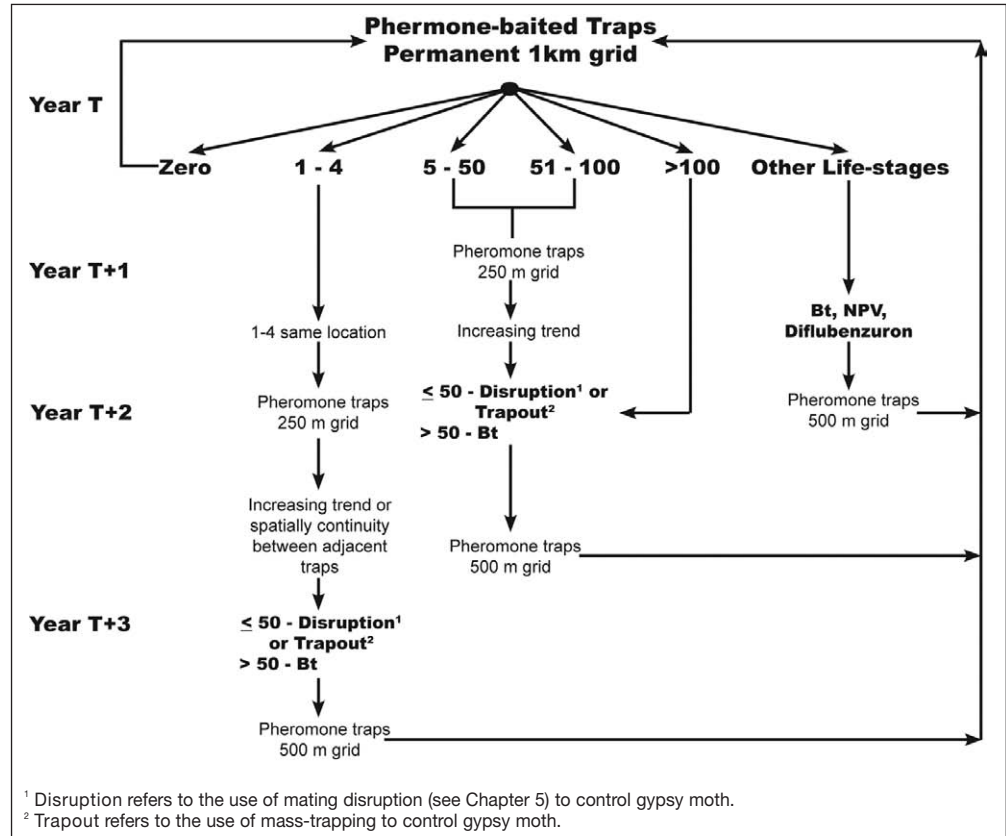 Phermone-baited Traps
Permanent 1km grid
Year T
Zero
1 - 4
5 - 50
51 - 100
>100
Other Life-stages
Year T+1
Pheromone traps
250 m grid
1-4 same location
Increasing trend
Bt, NPV,
Diflubenzuron
Year T+2
Pheromone traps
250 m grid
≤ 50 - Disruption¹ or
Trapout²
> 50 - Bt
Pheromone traps
500 m grid
Increasing trend or
spatially continuity
between adjacent
traps
Pheromone traps
500 m grid
Year T+3
≤ 50 - Disruption¹
or Trapout²
> 50 - Bt
Pheromone traps
500 m grid
¹ Disruption refers to the use of mating disruption (see Chapter 5) to control gypsy moth.
² Trapout refers to the use of mass-trapping to control gypsy moth.